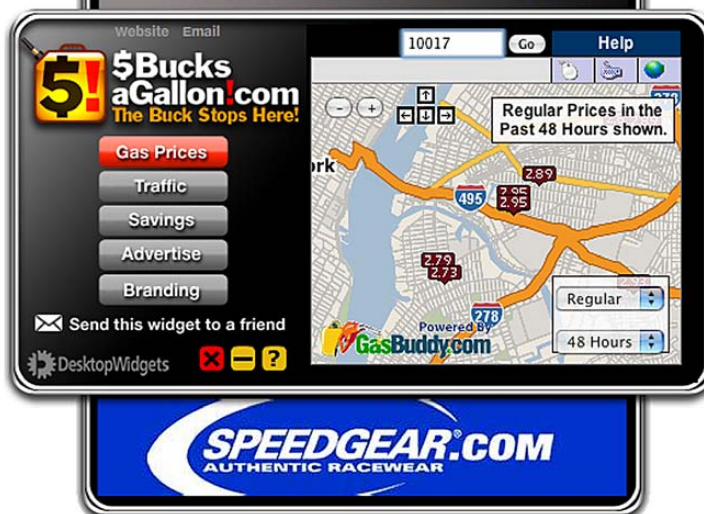 Website Email
10017 Go Help
5!
$Bucks
aGallon!com
The Buck Stops Here!
Gas Prices
Traffic
Savings
Advertise
Branding
Send this widget to a friend
DesktopWidgets
?
278
Regular Prices in the
Past 48 Hours shown.
rk
2.89
495
2.95
2.95
2.79
2.73
278
Regular
Powered By
GasBuddy.com
48 Hours
SPEEDGEAR.COM
AUTHENTIC RACEWEAR